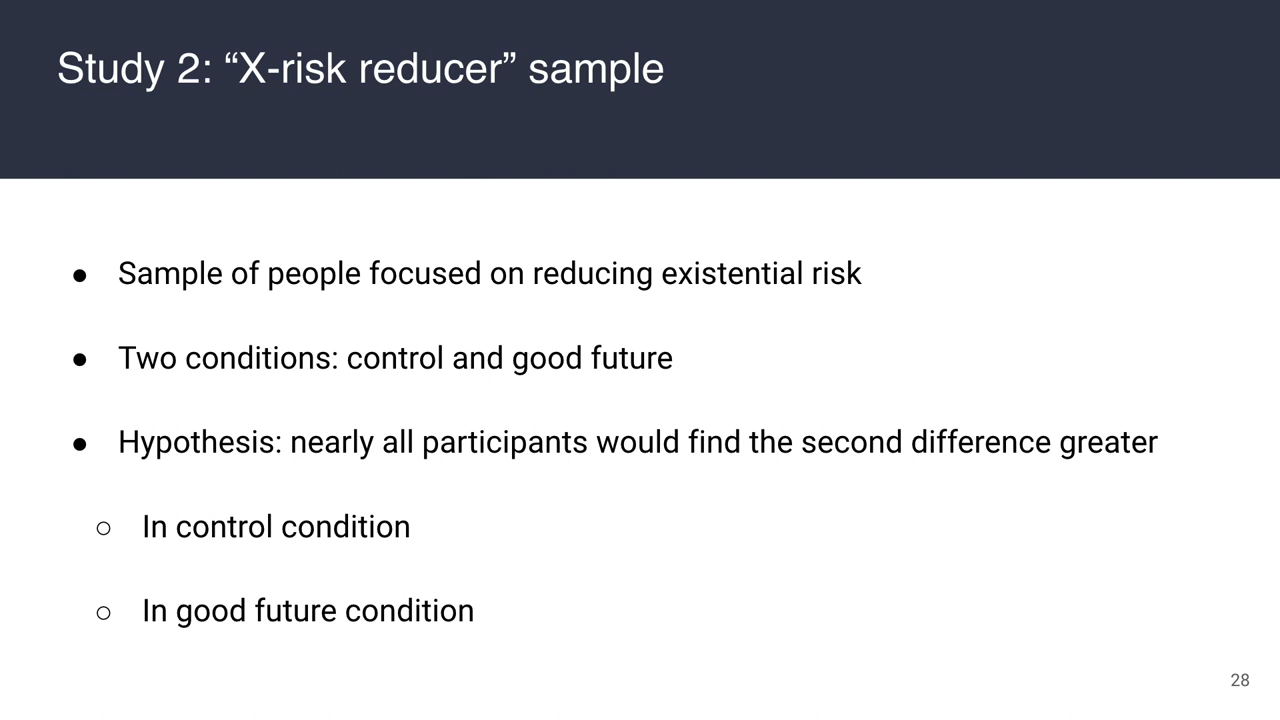 Study 2: “X-risk reducer” sample
● Sample of people focused on reducing existential risk
● Two conditions: control and good future
● Hypothesis: nearly all participants would find the second difference greater
○ In control condition
○ In good future condition
28